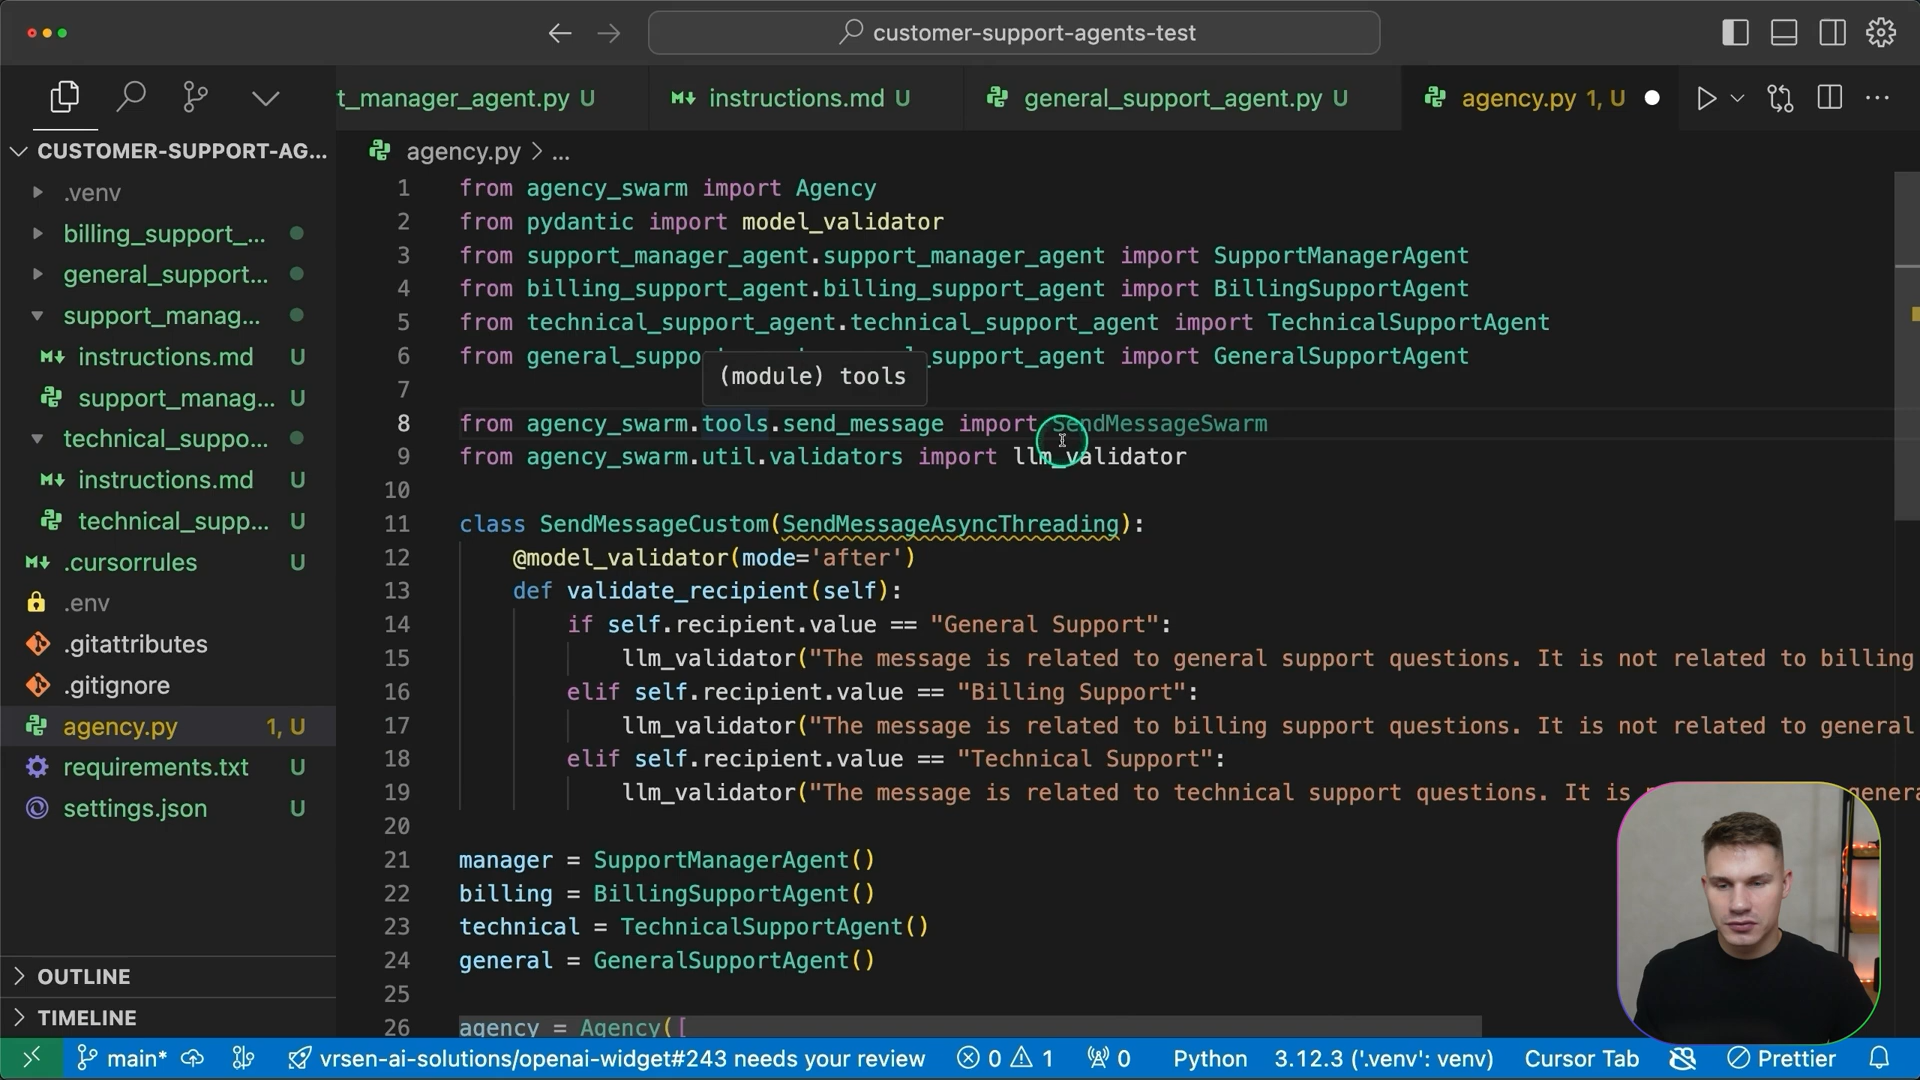 customer-support-agents-test
t_manager_agent.py U
instructions.md U
general_support_agent.py U
agency.py 1, U
CUSTOMER-SUPPORT-AG...
.venv
billing_support_...
general_support...
support_manag...
instructions.md U
support_manag... U
technical_suppo...
instructions.md U
technical_supp... U
.cursorrules U
.env
.gitattributes
.gitignore
agency.py 1, U
requirements.txt U
settings.json U
OUTLINE
TIMELINE
agency.py > ...
1 from agency_swarm import Agency
2 from pydantic import model_validator
3 from support_manager_agent.support_manager_agent import SupportManagerAgent
4 from billing_support_agent.billing_support_agent import BillingSupportAgent
5 from technical_support_agent.technical_support_agent import TechnicalSupportAgent
6 from general_suppo support_agent import GeneralSupportAgent
(module) tools
7
8 from agency_swarm.tools.send_message import SendMessageSwarm
9 from agency_swarm.util.validators import llm_validator
10
11 class SendMessageCustom(SendMessageAsyncThreading):
12 @model_validator(mode='after')
13 def validate_recipient(self):
14 if self.recipient.value == "General Support":
15 llm_validator("The message is related to general support questions. It is not related to billing
16 elif self.recipient.value == "Billing Support":
17 llm_validator("The message is related to billing support questions. It is not related to general
18 elif self.recipient.value == "Technical Support":
19 llm_validator("The message is related to technical support questions. It is genera
20
21 manager = SupportManagerAgent()
22 billing = BillingSupportAgent()
23 technical = TechnicalSupportAgent()
24 general = GeneralSupportAgent()
25
26 agency = Agency([
main* vrsen-ai-solutions/openai-widget#243 needs your review 0 1 0 Python 3.12.3 ('.venv': venv) Cursor Tab Prettier